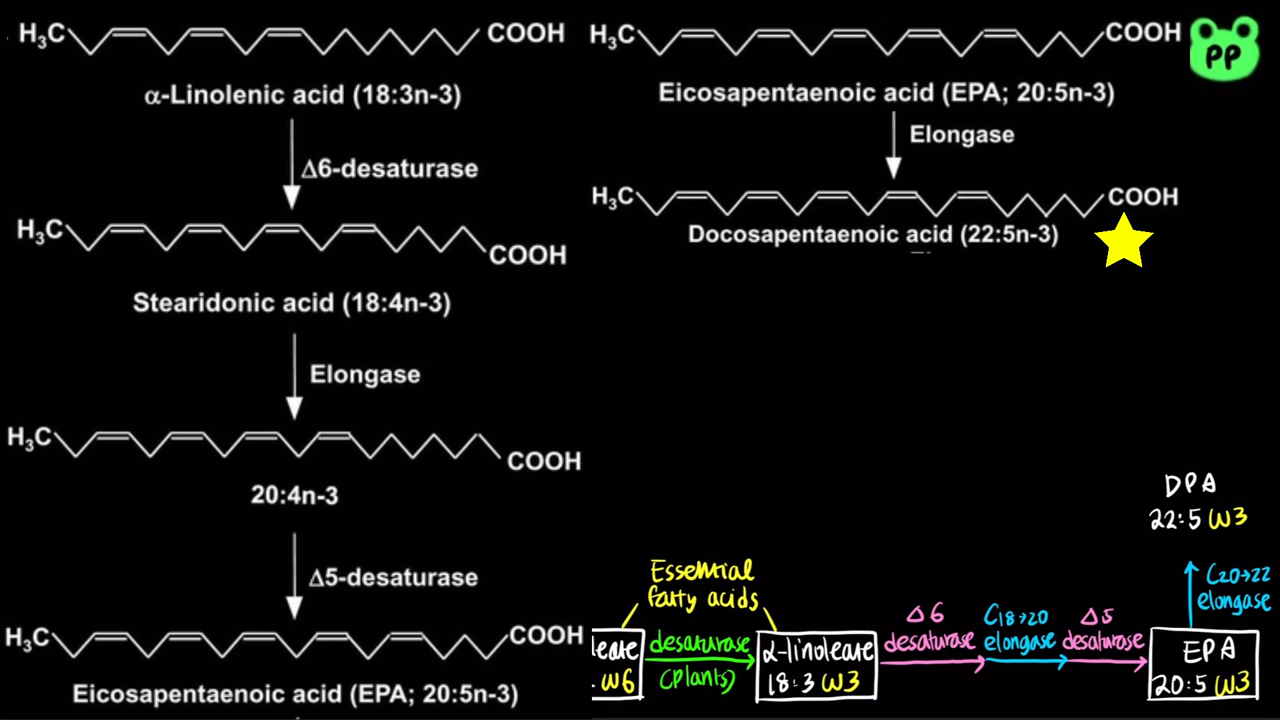 H₃C COOH
α-Linolenic acid (18:3n-3)
Δ6-desaturase
H₃C COOH
Stearidonic acid (18:4n-3)
Elongase
H₃C COOH
20:4n-3
Δ5-desaturase
H₃C COOH
Eicosapentaenoic acid (EPA; 20:5n-3)
H₃C COOH
PP
Eicosapentaenoic acid (EPA; 20:5n-3)
Elongase
H₃C COOH
Docosapentaenoic acid (22:5n-3)
DPA
22:5 ω3
C20→22
elongase
Essential
fatty acids
leate
ω6
desaturase
(plants)
α-linoleate
18:3 ω3
Δ6
desaturase
C18→20
elongase
Δ5
desaturase
EPA
20:5 ω3